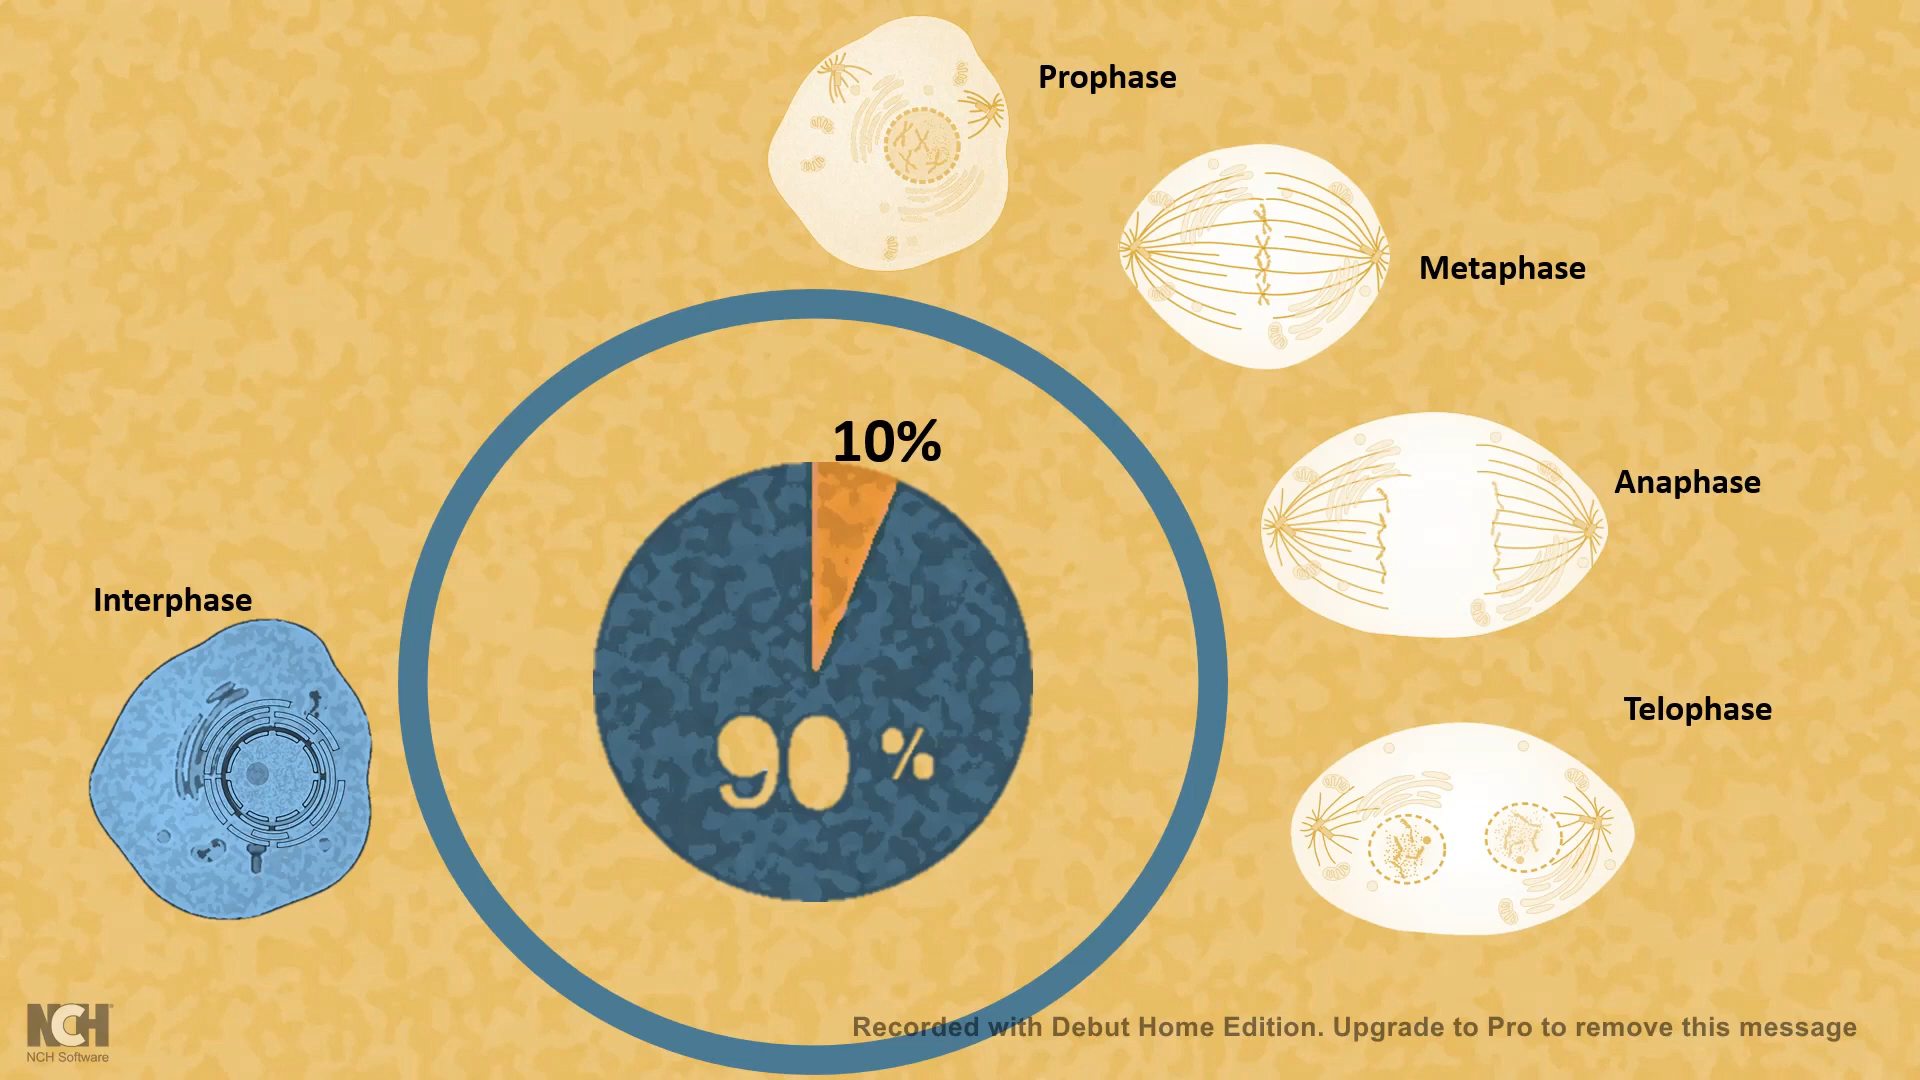 Prophase
Metaphase
10%
Anaphase
Interphase
Telophase
90 %
NCH
NCH Software
Recorded with Debut Home Edition. Upgrade to Pro to remove this message